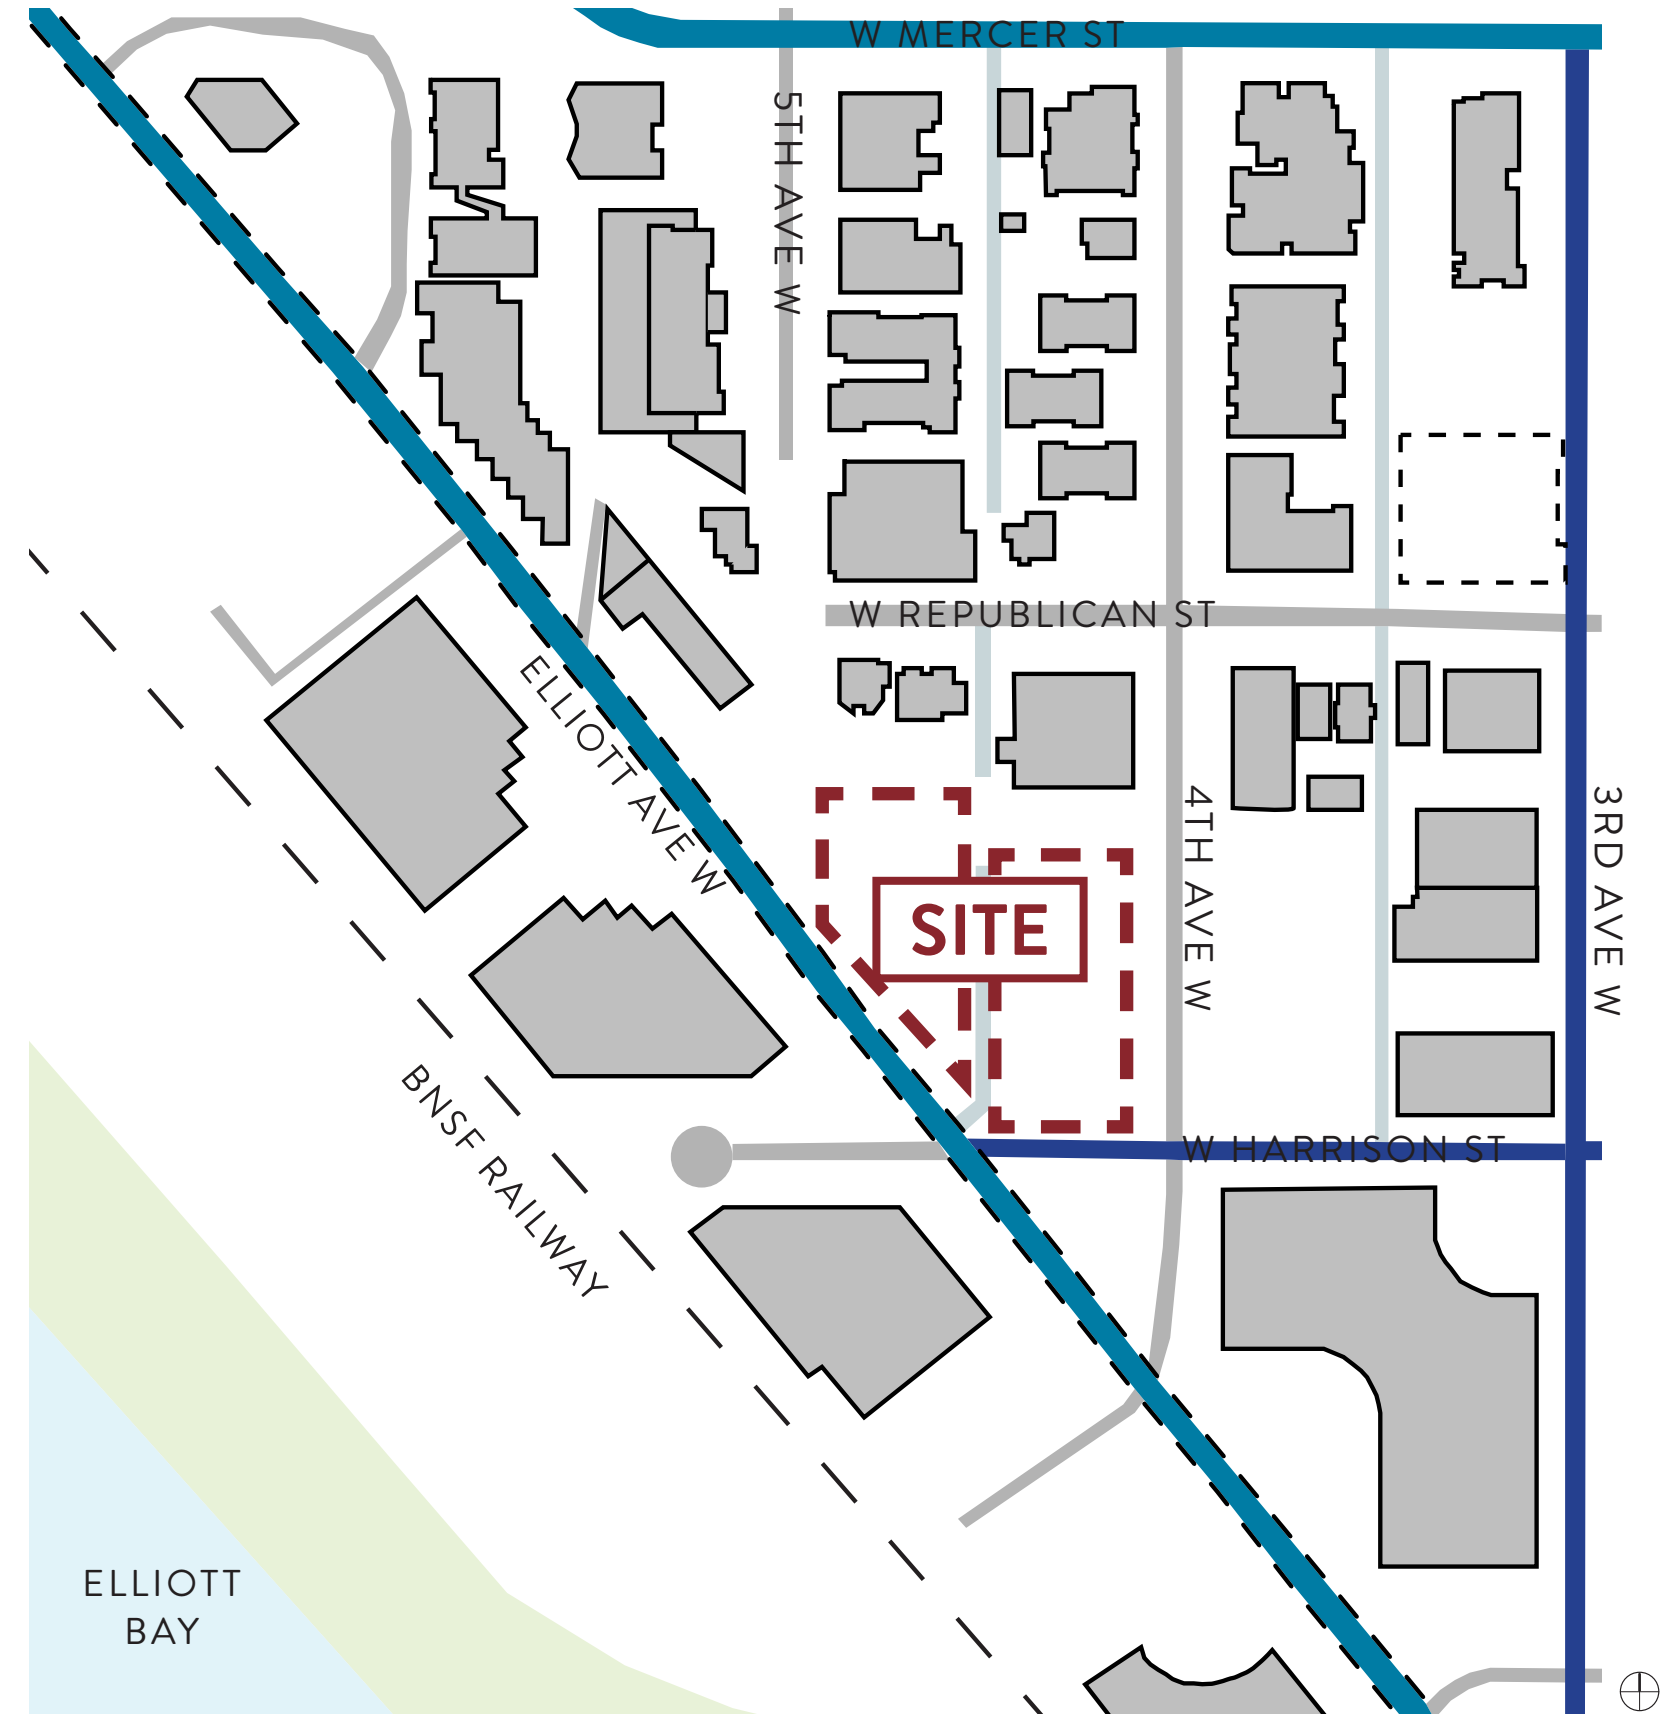 W MERCER ST
5TH AVE W
W REPUBLICAN ST
ELLIOTT AVE W
4TH AVE W
3RD AVE W
SITE
BNSF RAILWAY
W HARRISON ST
ELLIOTT
BAY